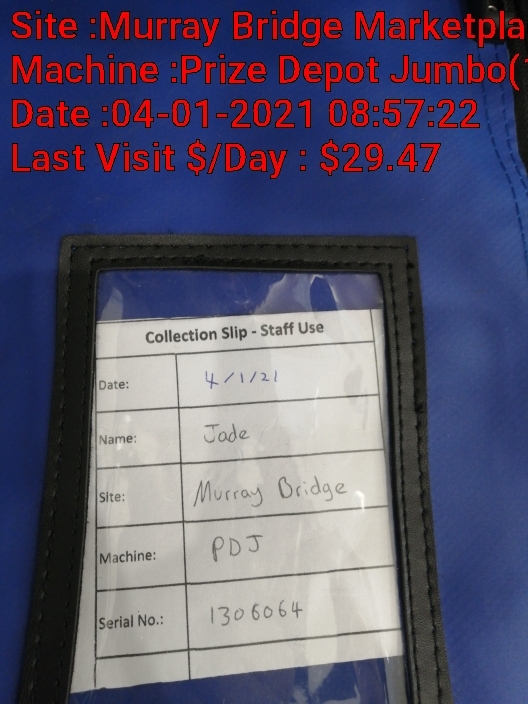 Site :Murray Bridge Marketpla
Machine :Prize Depot Jumbo(
Date :04-01-2021 08:57:22
Last Visit $/Day : $29.47
Collection Slip - Staff Use
Date: 4/1/21
Name: Jade
Site: Murray Bridge
Machine: PDJ
Serial No.: 1306064